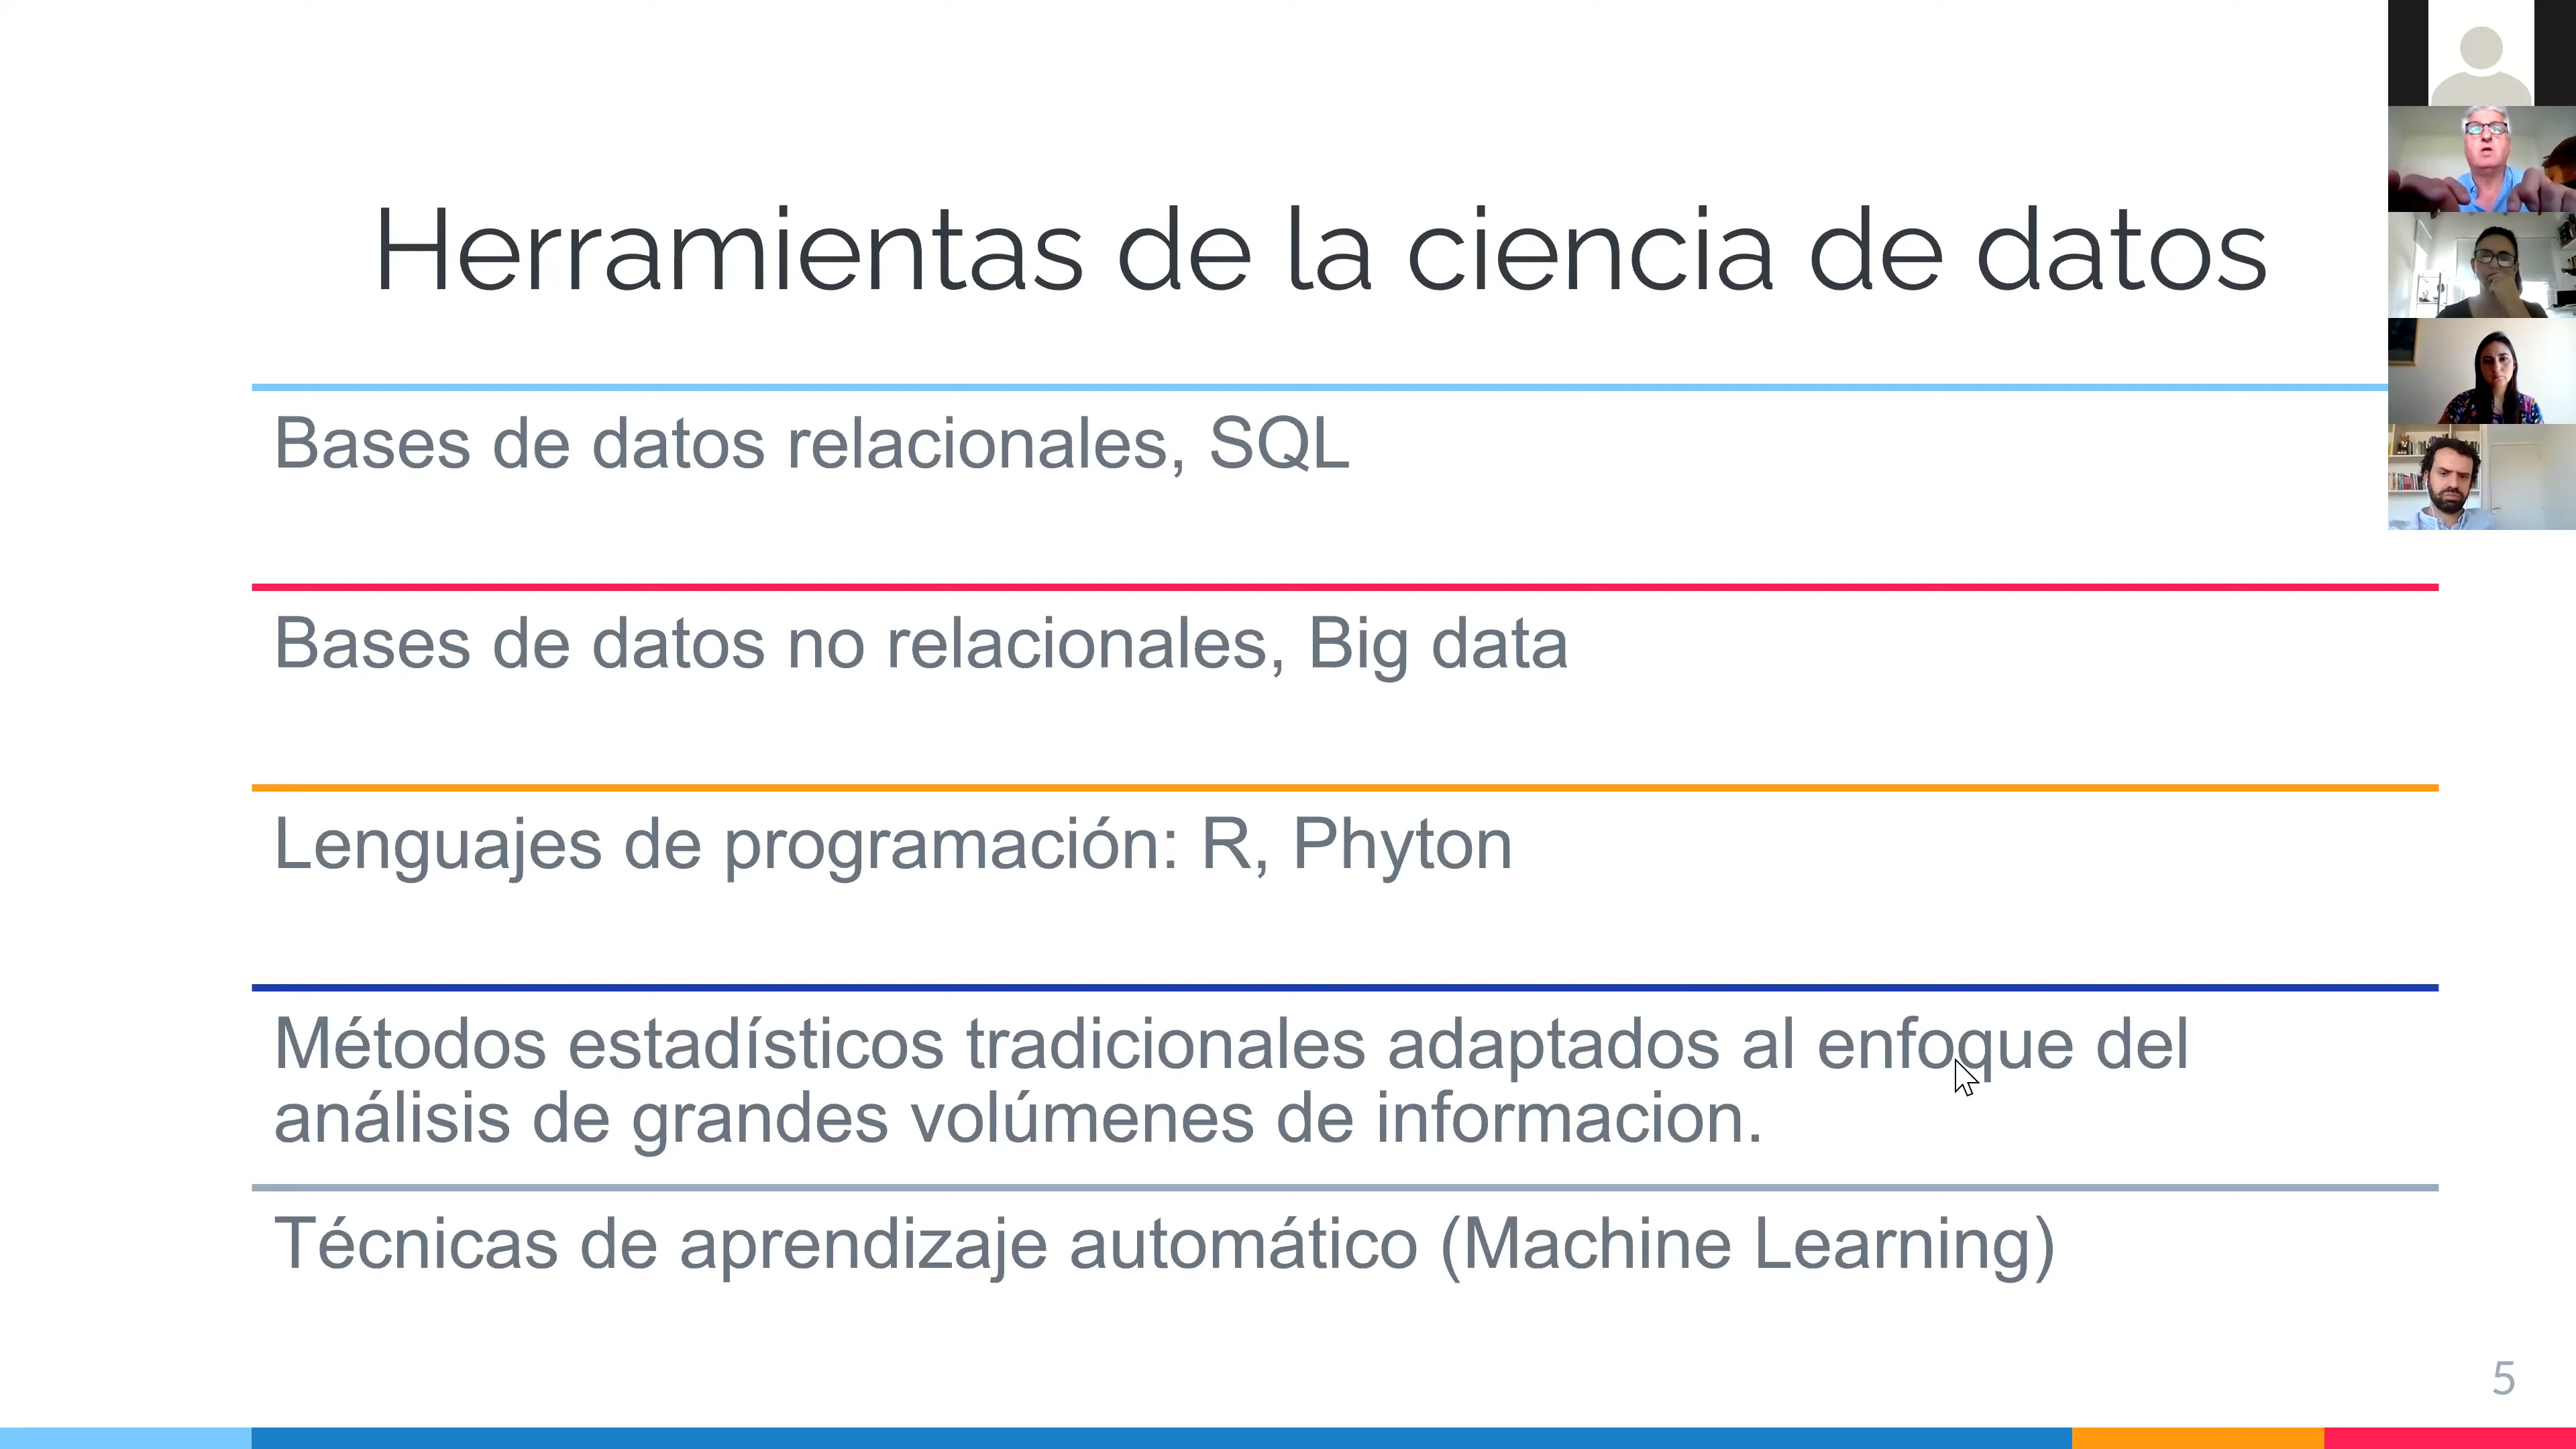 Herramientas de la ciencia de datos
Bases de datos relacionales, SQL
Bases de datos no relacionales, Big data
Lenguajes de programación: R, Phyton
Métodos estadísticos tradicionales adaptados al enfoque del
análisis de grandes volúmenes de informacion.
Técnicas de aprendizaje automático (Machine Learning)
5